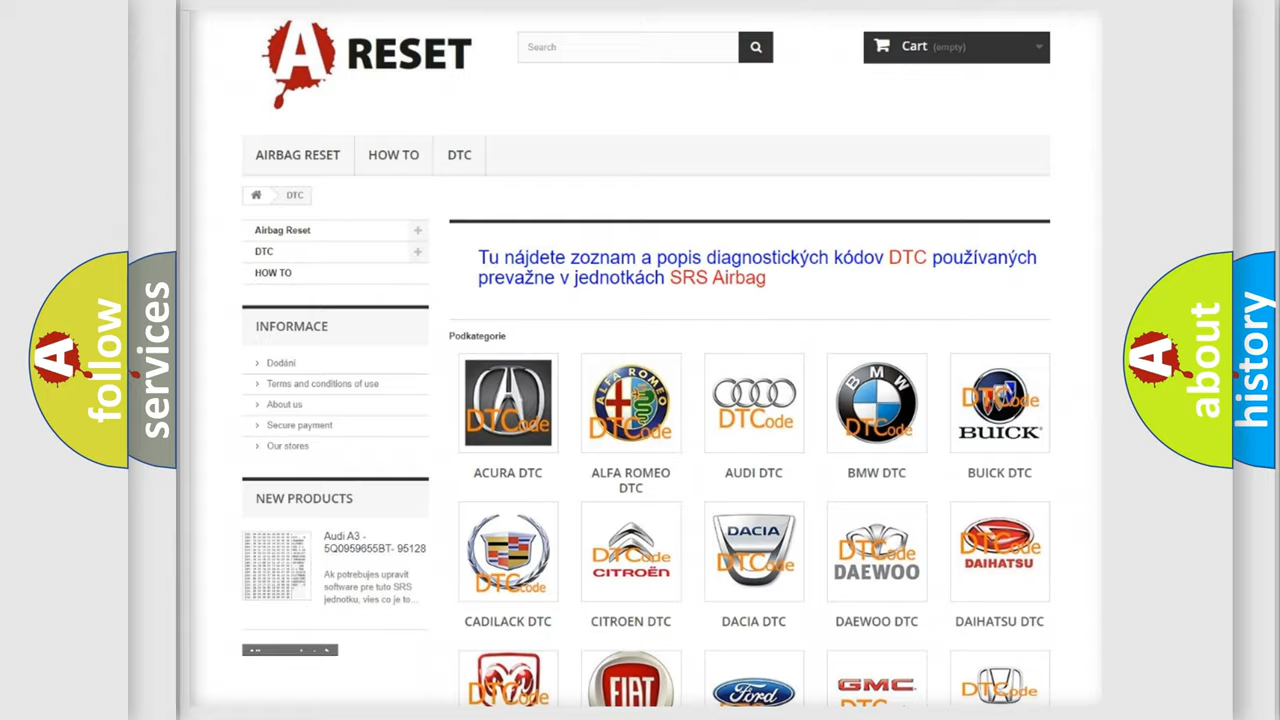 A RESET
Search
Cart (empty)
AIRBAG RESET
HOW TO
DTC
DTC
Airbag Reset
DTC
HOW TO
INFORMACE
Dodání
Terms and conditions of use
About us
Secure payment
Our stores
NEW PRODUCTS
Audi A3 -
5Q0959655BT- 95128
Ak potrebujes upravit
software pre tuto SRS
jednotku, vies co je to...
Tu nájdete zoznam a popis diagnostických kódov DTC používaných
prevažne v jednotkách SRS Airbag
Podkategorie
DTCode
ALFA ROMEO
DTCode
DTCode
BMW
DTCode
DTCode
BUICK
ACURA DTC
ALFA ROMEO
DTC
AUDI DTC
BMW DTC
BUICK DTC
DTCode
DTCode
CITROËN
DACIA
DTCode
DTCode
DAEWOO
DTCode
DAIHATSU
CADILACK DTC
CITROEN DTC
DACIA DTC
DAEWOO DTC
DAIHATSU DTC
DTCode
FIAT
Ford
DTCode
GMC
DTCode
A
follow
services
A
about
history